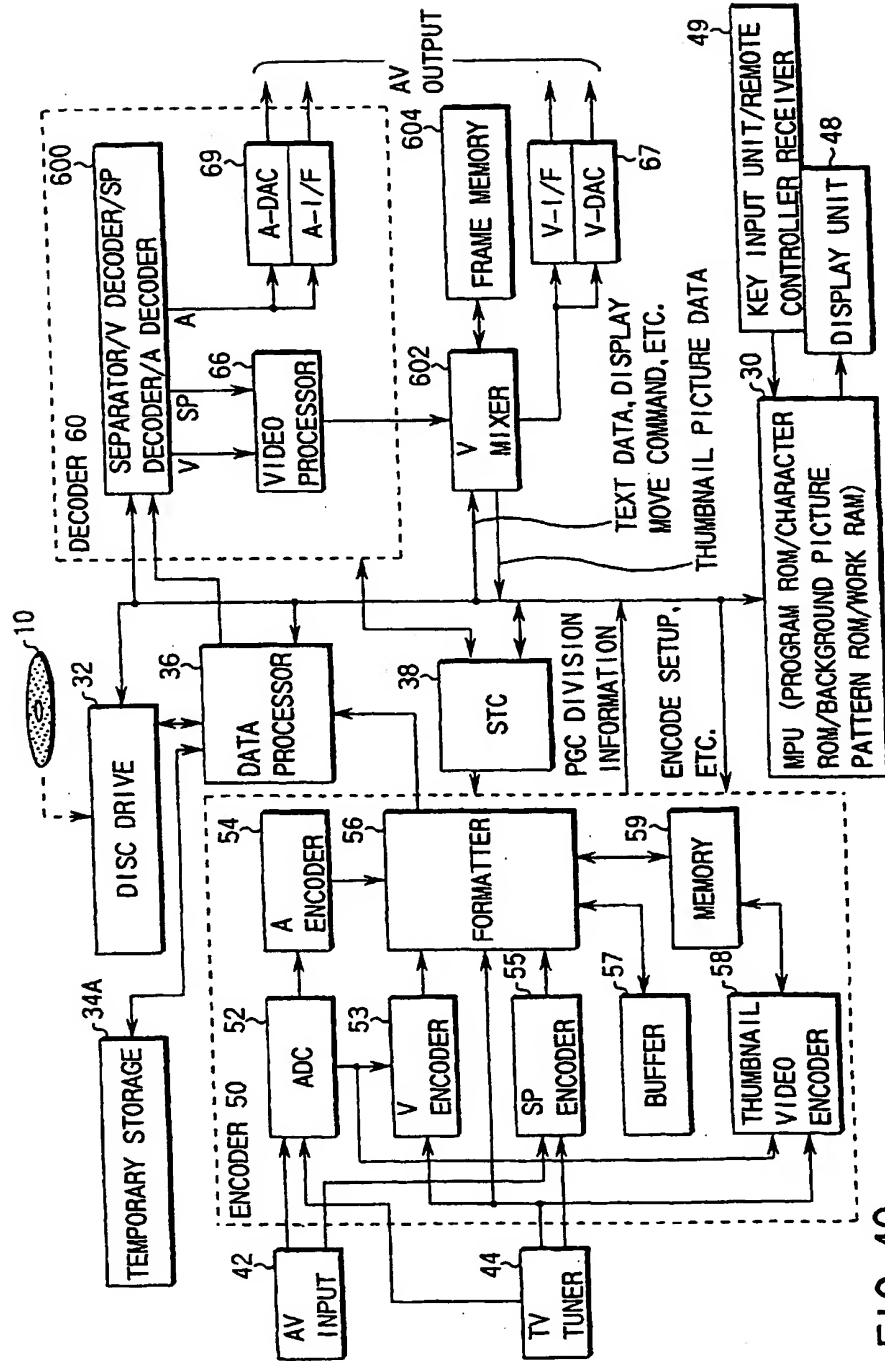 10
32
DISC DRIVE
34A
TEMPORARY STORAGE
36
DATA
PROCESSOR
DECODER 60
600
SEPARATOR/V DECODER/SP
DECODER/A DECODER
V
SP
A
66
VIDEO
PROCESSOR
69
A-DAC
A-I/F
AV
OUTPUT
604
FRAME MEMORY
602
V
MIXER
V-I/F
V-DAC
67
TEXT DATA, DISPLAY
MOVE COMMAND, ETC.
THUMBNAIL PICTURE DATA
38
STC
PGC DIVISION
INFORMATION
ENCODE SETUP,
ETC.
42
AV
INPUT
44
TV
TUNER
ENCODER 50
52
ADC
54
A
ENCODER
53
V
ENCODER
56
FORMATTER
55
SP
ENCODER
57
BUFFER
59
MEMORY
58
THUMBNAIL
VIDEO
ENCODER
30
MPU (PROGRAM ROM/CHARACTER
ROM/BACKGROUND PICTURE
PATTERN ROM/WORK RAM)
49
KEY INPUT UNIT/REMOTE
CONTROLLER RECEIVER
48
DISPLAY UNIT